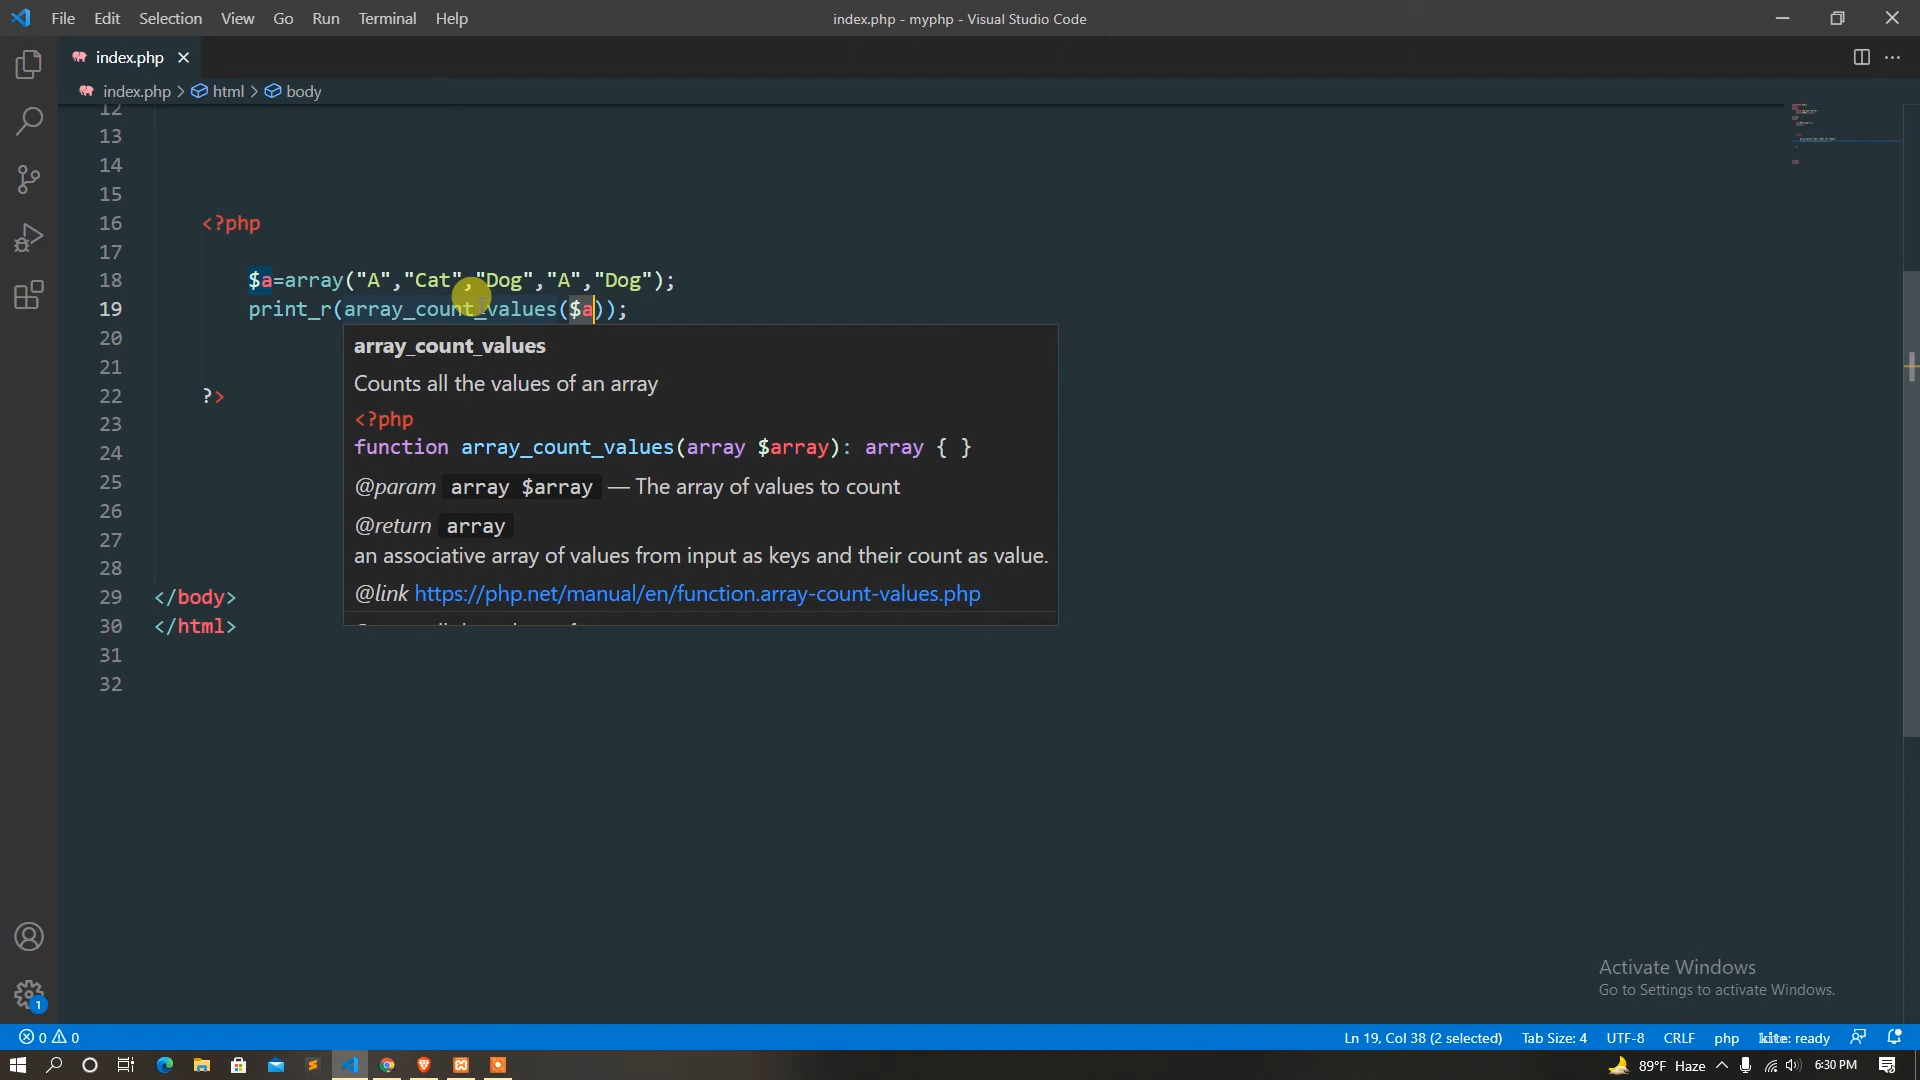 File Edit Selection View Go Run Terminal Help
index.php - myphp - Visual Studio Code
index.php
index.php > html > body
12
13
14
15
16 <?php
17
18 $a=array("A","Cat","Dog","A","Dog");
19 print_r(array_count_values($a));
20
21
22 ?>
23
24
25
26
27
28
29 </body>
30 </html>
31
32
array_count_values
Counts all the values of an array
<?php
function array_count_values(array $array): array { }
@param array $array — The array of values to count
@return array
an associative array of values from input as keys and their count as value.
@link https://php.net/manual/en/function.array-count-values.php
1
Activate Windows
Go to Settings to activate Windows.
0 0
Ln 19, Col 38 (2 selected) Tab Size: 4 UTF-8 CRLF php kite: ready
89°F Haze 6:30 PM